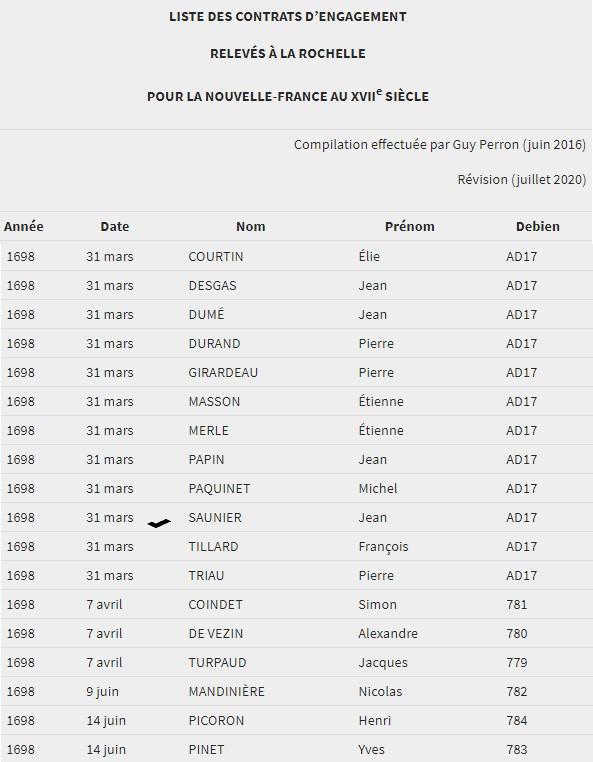 LISTE DES CONTRATS D’ENGAGEMENT
RELEVÉS À LA ROCHELLE
POUR LA NOUVELLE-FRANCE AU XVIIe SIÈCLE
Compilation effectuée par Guy Perron (juin 2016)
Révision (juillet 2020)
Année Date Nom Prénom Debien
1698 31 mars COURTIN Élie AD17
1698 31 mars DESGAS Jean AD17
1698 31 mars DUMÉ Jean AD17
1698 31 mars DURAND Pierre AD17
1698 31 mars GIRARDEAU Pierre AD17
1698 31 mars MASSON Étienne AD17
1698 31 mars MERLE Étienne AD17
1698 31 mars PAPIN Jean AD17
1698 31 mars PAQUINET Michel AD17
1698 31 mars SAUNIER Jean AD17
1698 31 mars TILLARD François AD17
1698 31 mars TRIAU Pierre AD17
1698 7 avril COINDET Simon 781
1698 7 avril DE VEZIN Alexandre 780
1698 7 avril TURPAUD Jacques 779
1698 9 juin MANDINIÈRE Nicolas 782
1698 14 juin PICORON Henri 784
1698 14 juin PINET Yves 783